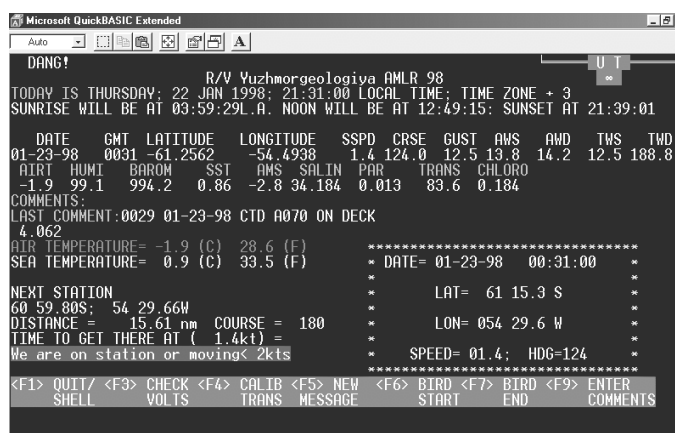 Microsoft QuickBASIC Extended
Auto
A
DANG!
U T
R/V Yuzhmorgeologiya AMLR 98
TODAY IS THURSDAY; 22 JAN 1998; 21:31:00 LOCAL TIME; TIME ZONE + 3
SUNRISE WILL BE AT 03:59:29L.A. NOON WILL BE AT 12:49:15: SUNSET AT 21:39:01
DATE GMT LATITUDE LONGITUDE SSPD CRSE GUST AWS AWD TWS TWD
01-23-98 0031 -61.2562 -54.4938 1.4 124.0 12.5 13.8 14.2 12.5 188.8
AIRT HUMI BAROM SST AMS SALIN PAR TRANS CHLORO
-1.9 99.1 994.2 0.86 -2.8 34.184 0.013 83.6 0.184
COMMENTS:
LAST COMMENT:0029 01-23-98 CTD A070 ON DECK
4.062
AIR TEMPERATURE= -1.9 (C) 28.6 (F)
SEA TEMPERATURE= 0.9 (C) 33.5 (F)
NEXT STATION
60 59.80S; 54 29.66W
DISTANCE = 15.61 nm COURSE = 180
TIME TO GET THERE AT ( 1.4kt) =
We are on station or moving< 2kts
*********************************
* DATE= 01-23-98 00:31:00 *
* *
* LAT= 61 15.3 S *
* *
* LON= 054 29.6 W *
* *
* SPEED= 01.4; HDG=124 *
*********************************
<F1> QUIT/ <F3> CHECK <F4> CALIB <F5> NEW <F6> BIRD <F7> BIRD <F9> ENTER
SHELL VOLTS TRANS MESSAGE START END COMMENTS